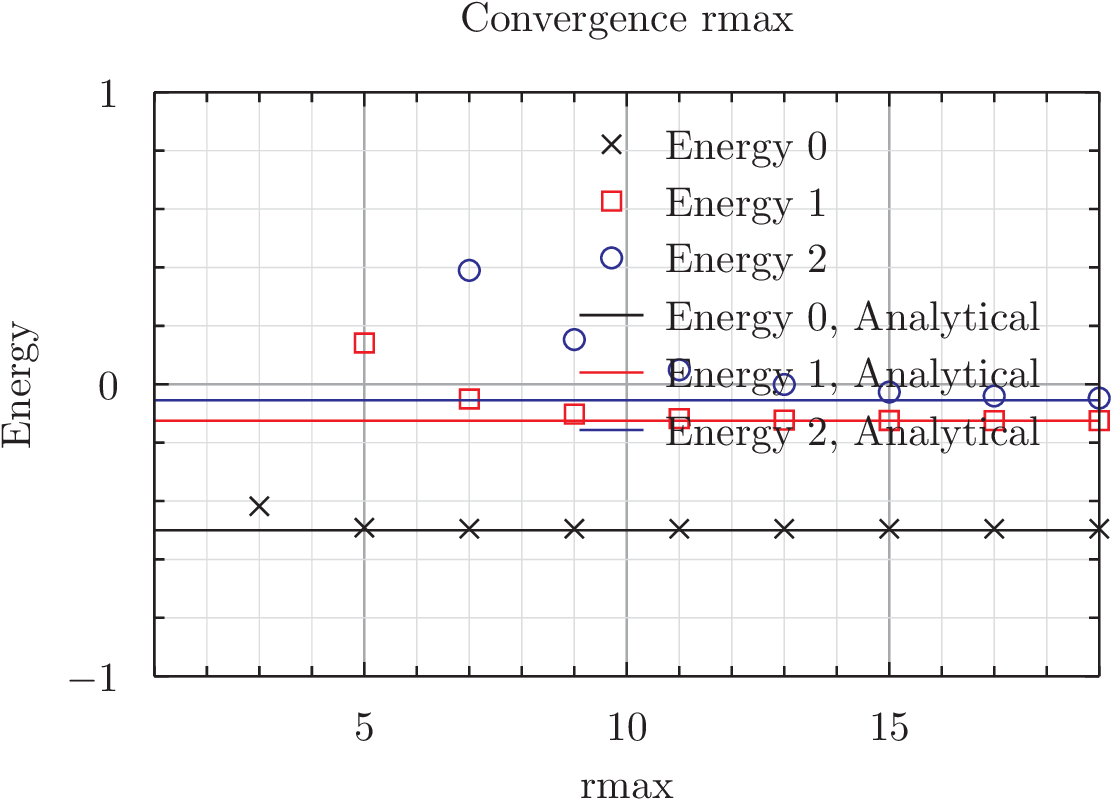 Convergence rmax
1
Energy 0
Energy 1
Energy 2
Energy 0, Analytical
Energy 1, Analytical
Energy 2, Analytical
0
Energy
−1
5 10 15
rmax